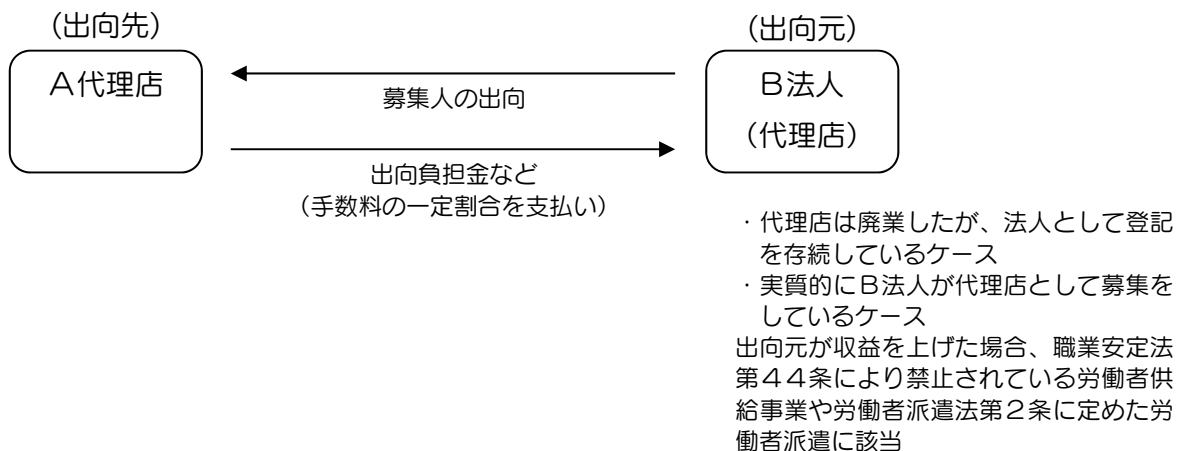 (出向先)
A代理店
(出向元)
B法人
(代理店)
募集人の出向
出向負担金など
(手数料の一定割合を支払い)
・代理店は廃業したが、法人として登記
を存続しているケース
・実質的にB法人が代理店として募集を
しているケース
出向元が収益を上げた場合、職業安定法
第44条により禁止されている労働者供
給事業や労働者派遣法第2条に定めた労
働者派遣に該当